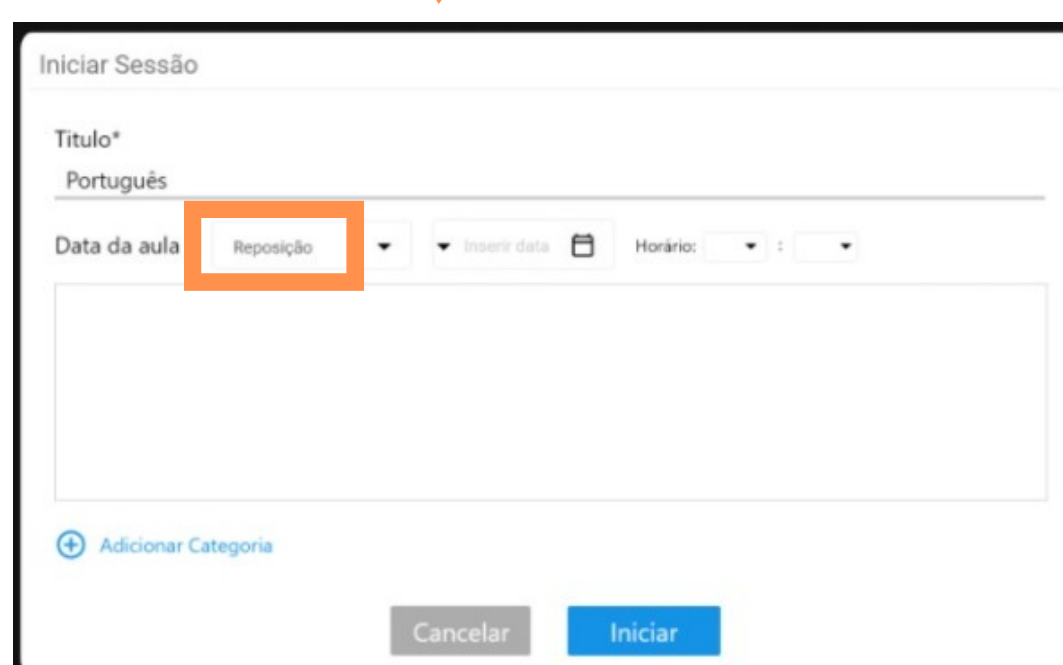 Iniciar Sessão
Titulo*
Português
Data da aula Reposição Inserir data Horário: :
Adicionar Categoria
Cancelar Iniciar